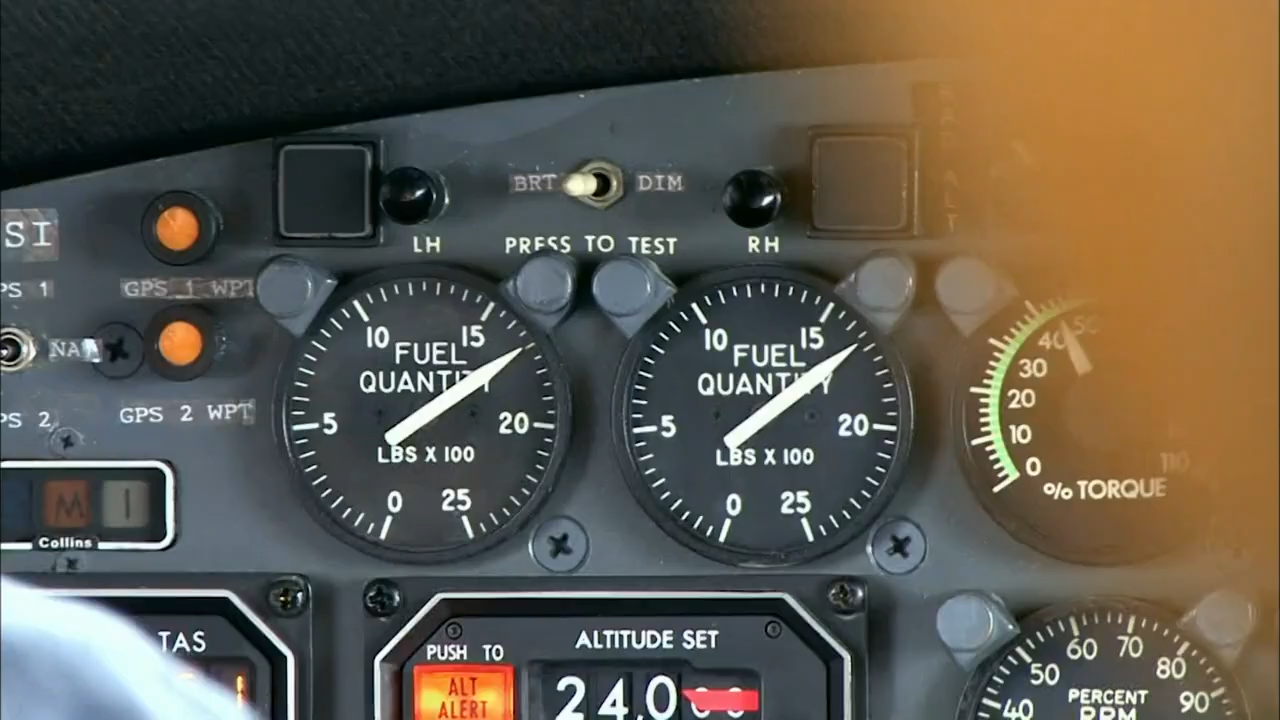 BRT DIM
SI
LH PRESS TO TEST RH
PS 1 GPS 1 WPT
10 15
FUEL
QUANTITY
5 20
LBS X 100
0 25
10 15
FUEL
QUANTITY
5 20
LBS X 100
0 25
40
30
20
10
0
110
% TORQUE
NA
PS 2 GPS 2 WPT
M I
Collins
TAS
ALTITUDE SET
PUSH TO
ALT
ALERT
24,0
60 70
50 80
40 90
PERCENT
RPM